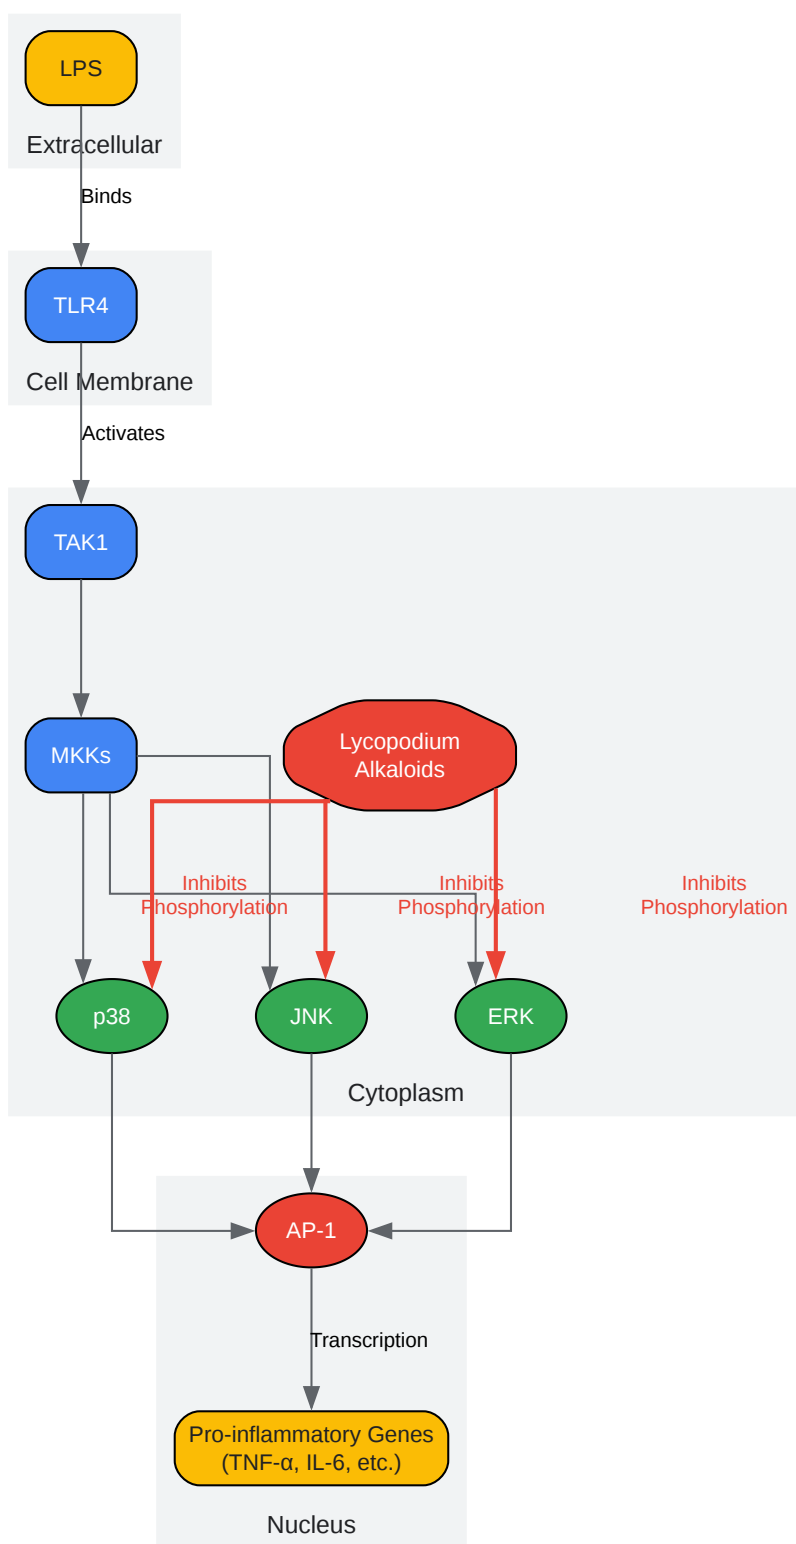 LPS
Extracellular
Binds
TLR4
Cell Membrane
Activates
TAK1
MKKs
Lycopodium
Alkaloids
Inhibits
Phosphorylation
Inhibits
Phosphorylation
Inhibits
Phosphorylation
p38
JNK
ERK
Cytoplasm
AP-1
Transcription
Pro-inflammatory Genes
(TNF-α, IL-6, etc.)
Nucleus